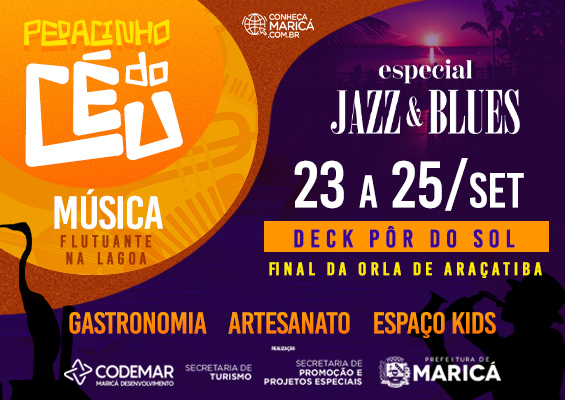 CONHEÇA
MARICÁ
.COM.BR
PEDACINHO
do
CÉU
MÚSICA
FLUTUANTE
NA LAGOA
especial
JAZZ & BLUES
23 A 25/SET
DECK PÔR DO SOL
FINAL DA ORLA DE ARAÇATIBA
GASTRONOMIA ARTESANATO ESPAÇO KIDS
REALIZAÇÃO
CODEMAR
MARICÁ DESENVOLVIMENTO
SECRETARIA DE
TURISMO
SECRETARIA DE
PROMOÇÃO E
PROJETOS ESPECIAIS
PREFEITURA DE
MARICÁ